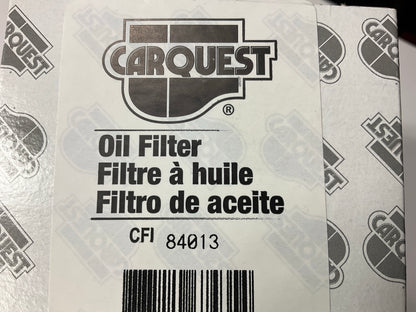 CARQUEST
®
Oil Filter
Filtre à huile
Filtro de aceite
CFI 84013